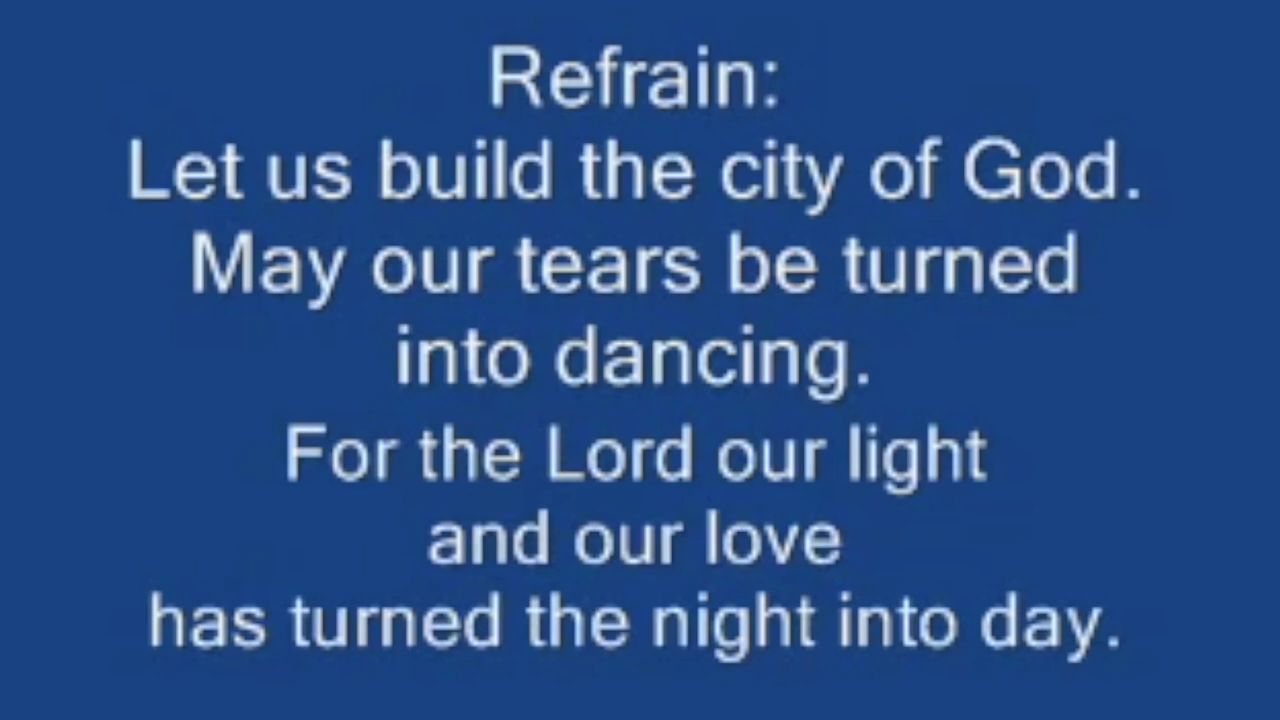 Refrain:
Let us build the city of God.
May our tears be turned
into dancing.
For the Lord our light
and our love
has turned the night into day.